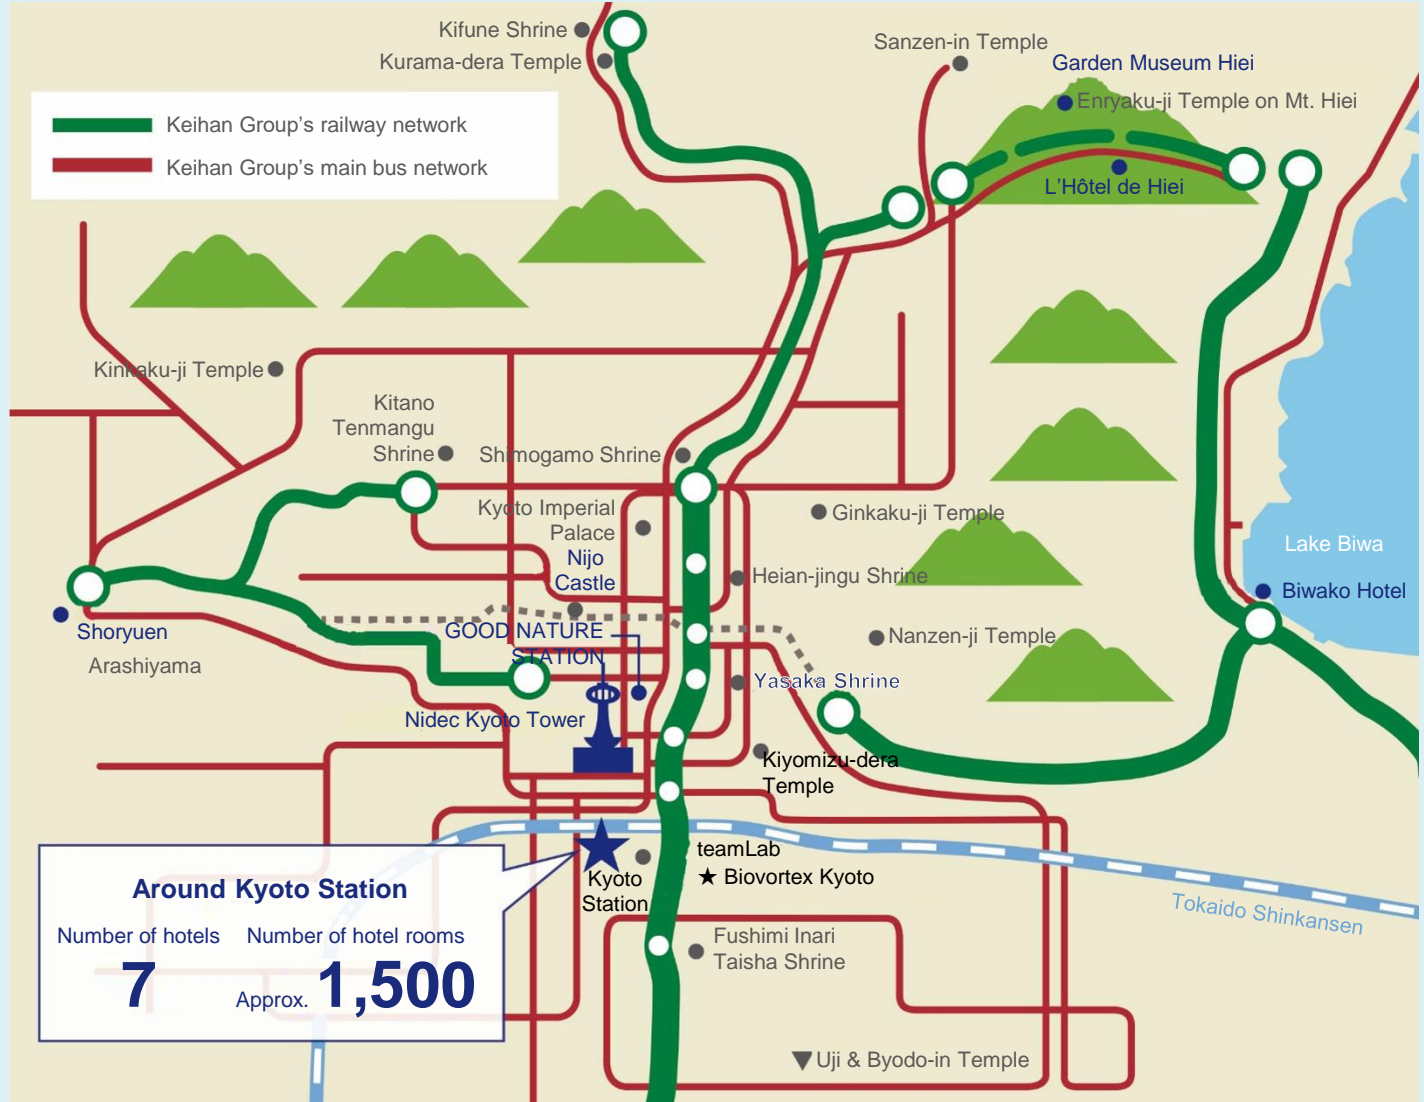 Kifune Shrine
Kurama-dera Temple
Sanzen-in Temple
Garden Museum Hiei
Enryaku-ji Temple on Mt. Hiei
Keihan Group's railway network
Keihan Group's main bus network
L'Hôtel de Hiei
Kinkaku-ji Temple
Kitano
Tenmangu
Shrine
Shimogamo Shrine
Kyoto Imperial
Palace
Ginkaku-ji Temple
Nijo
Castle
Heian-jingu Shrine
Lake Biwa
Biwako Hotel
Shoryuen
Arashiyama
GOOD NATURE
STATION
Nanzen-ji Temple
Yasaka Shrine
Nidec Kyoto Tower
Kiyomizu-dera
Temple
teamLab
★ Biovortex Kyoto
Kyoto
Station
Tokaido Shinkansen
Around Kyoto Station
Number of hotels
7
Number of hotel rooms
Approx. 1,500
Fushimi Inari
Taisha Shrine
▼Uji & Byodo-in Temple